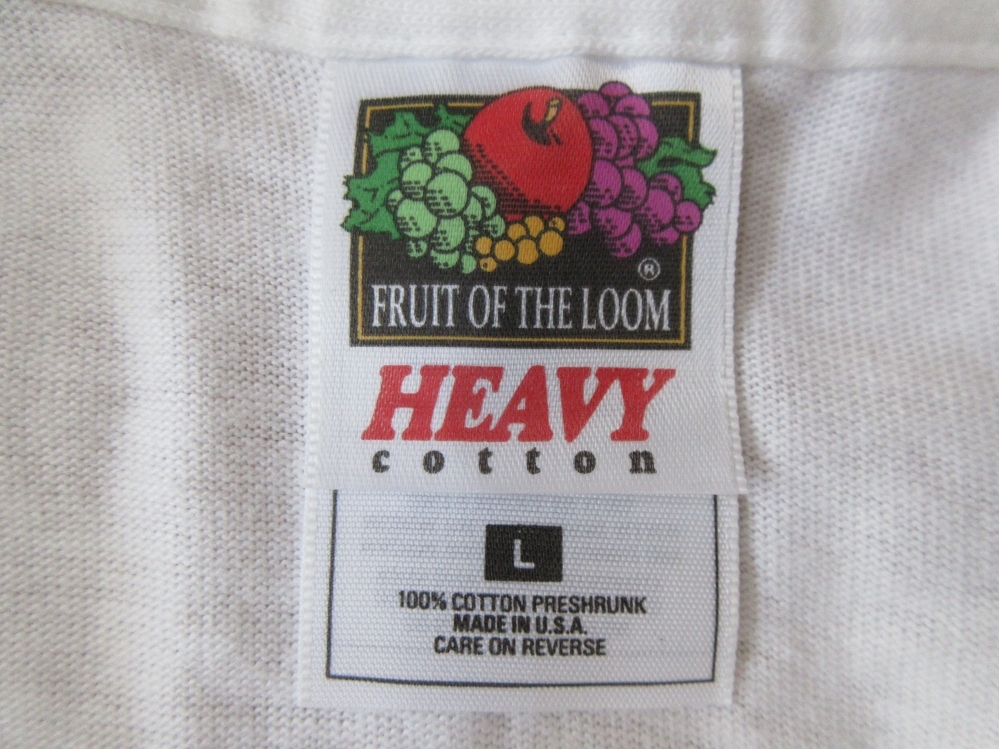 ®
FRUIT OF THE LOOM
HEAVY
cotton
L
100% COTTON PRESHRUNK
MADE IN U.S.A.
CARE ON REVERSE